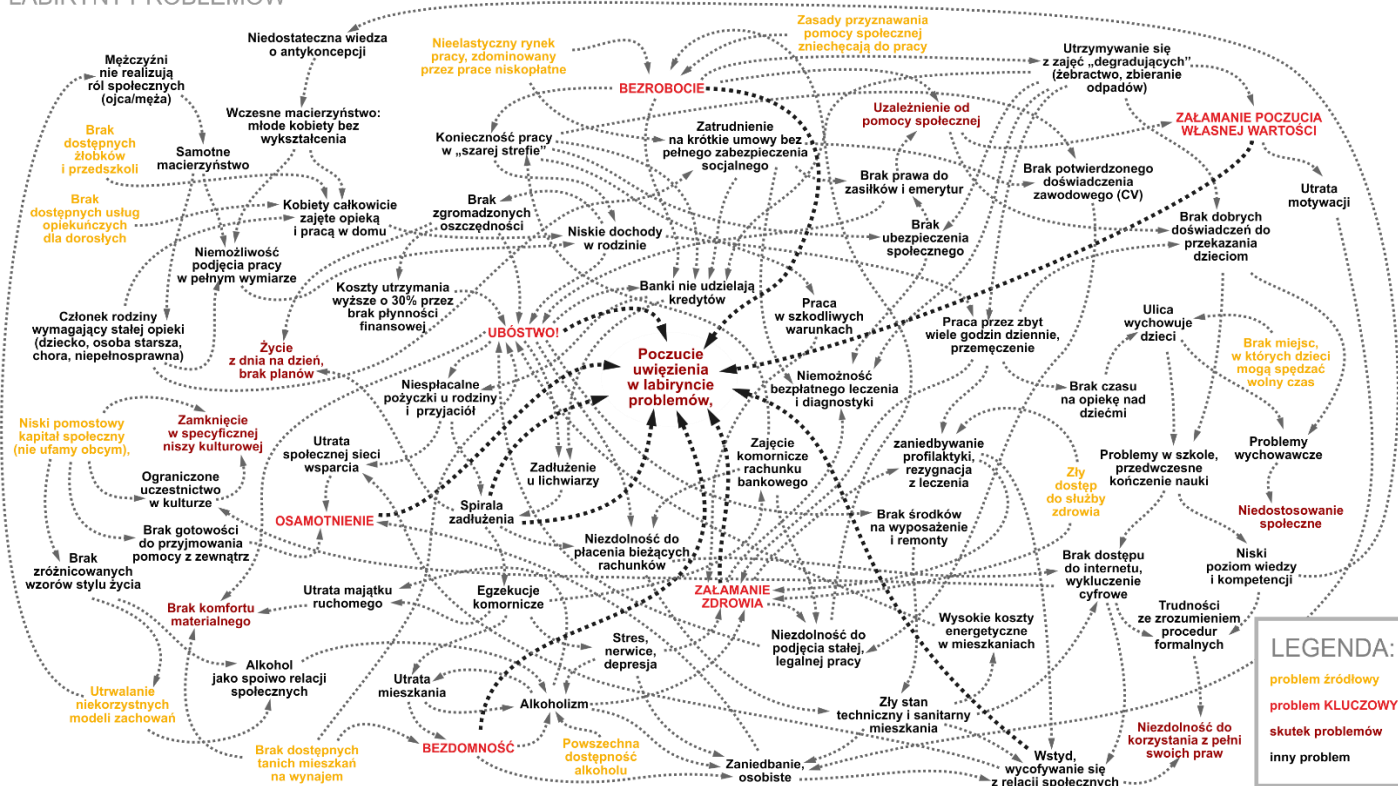 LABIRYNT PROBLEMÓW
Niedostateczna wiedza
o antykoncepcji
Mężczyźni
nie realizują
ról społecznych
(ojca/męża)
Nieelastyczny rynek
pracy, zdominowany
przez prace niskopłatne
Zasady przyznawania
pomocy społecznej
zniechęcają do pracy
Utrzymywanie się
z zajęć „degradujących”
(żebractwo, zbieranie
odpadów)
BEZROBOCIE
Wczesne macierzyństwo:
młode kobiety bez
wykształcenia
Brak
dostępnych
żłobków
i przedszkoli
Samotne
macierzyństwo
Konieczność pracy
w „szarej strefie”
Zatrudnienie
na krótkie umowy bez
pełnego zabezpieczenia
socjalnego
Uzależnienie od
pomocy społecznej
ZAŁAMANIE POCZUCIA
WŁASNEJ WARTOŚCI
Brak prawa do
zasiłków i emerytur
Brak potwierdzonego
doświadczenia
zawodowego (CV)
Utrata
motywacji
Brak
dostępnych usług
opiekuńczych
dla dorosłych
Kobiety całkowicie
zajęte opieką
i pracą w domu
Brak
zgromadzonych
oszczędności
Niskie dochody
w rodzinie
Brak
ubezpieczenia
społecznego
Brak dobrych
doświadczeń do
przekazania
dzieciom
Niemożliwość
podjęcia pracy
w pełnym wymiarze
Koszty utrzymania
wyższe o 30% przez
brak płynności
finansowej
Banki nie udzielają
kredytów
Praca
w szkodliwych
warunkach
Członek rodziny
wymagający stałej opieki
(dziecko, osoba starsza,
chora, niepełnosprawna)
UBÓSTWO!
Praca przez zbyt
wiele godzin dziennie,
przemęczenie
Ulica
wychowuje
dzieci
Brak miejsc,
w których dzieci
mogą spędzać
wolny czas
Życie
z dnia na dzień,
brak planów
Poczucie
uwięzienia
w labiryncie
problemów,
Niespłacalne
pożyczki u rodziny
i przyjaciół
Niemożność
bezpłatnego leczenia
i diagnostyki
Brak czasu
na opiekę nad
dziećmi
Niski pomostowy
kapitał społeczny
(nie ufamy obcym),
Zamknięcie
w specyficznej
niszy kulturowej
Utrata
społecznej sieci
wsparcia
Zajęcie
komornicze
rachunku
bankowego
zaniedbywanie
profilaktyki,
rezygnacja
z leczenia
Problemy w szkole,
przedwczesne
kończenie nauki
Problemy
wychowawcze
Ograniczone
uczestnictwo
w kulturze
Zadłużenie
u lichwiarzy
Zły
dostęp
do służby
zdrowia
OSAMOTNIENIE
Spirala
zadłużenia
Brak środków
na wyposażenie
i remonty
Niedostosowanie
społeczne
Brak gotowości
do przyjmowania
pomocy z zewnątrz
Niezdolność do
płacenia bieżących
rachunków
Brak
zróżnicowanych
wzorów stylu życia
Brak dostępu
do internetu,
wykluczenie
cyfrowe
Niski
poziom wiedzy
i kompetencji
Utrata majątku
ruchomego
Egzekucje
komornicze
ZAŁAMANIE
ZDROWIA
Brak komfortu
materialnego
Trudności
ze zrozumieniem
procedur
formalnych
Stres,
nerwice,
depresja
Niezdolność do
podjęcia stałej,
legalnej pracy
Wysokie koszty
energetyczne
w mieszkaniach
Alkohol
jako spoiwo relacji
społecznych
Utrata
mieszkania
Utrwalanie
niekorzystnych
modeli zachowań
Alkoholizm
Zły stan
techniczny i sanitarny
mieszkania
Niezdolność do
korzystania z pełni
swoich praw
Brak dostępnych
tanich mieszkań
na wynajem
BEZDOMNOŚĆ
Powszechna
dostępność
alkoholu
Zaniedbanie,
osobiste
Wstyd,
wycofywanie się
z relacji społecznych
LEGENDA:
problem źródłowy
problem KLUCZOWY
skutek problemów
inny problem